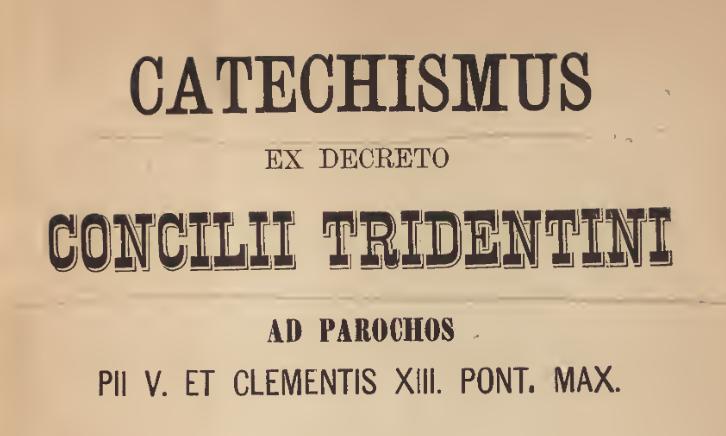 CATECHISMUS
EX DECRETO
CONCILII TRIDENTINI
AD PAROCHOS
PII V. ET CLEMENTIS XIII. PONT. MAX.